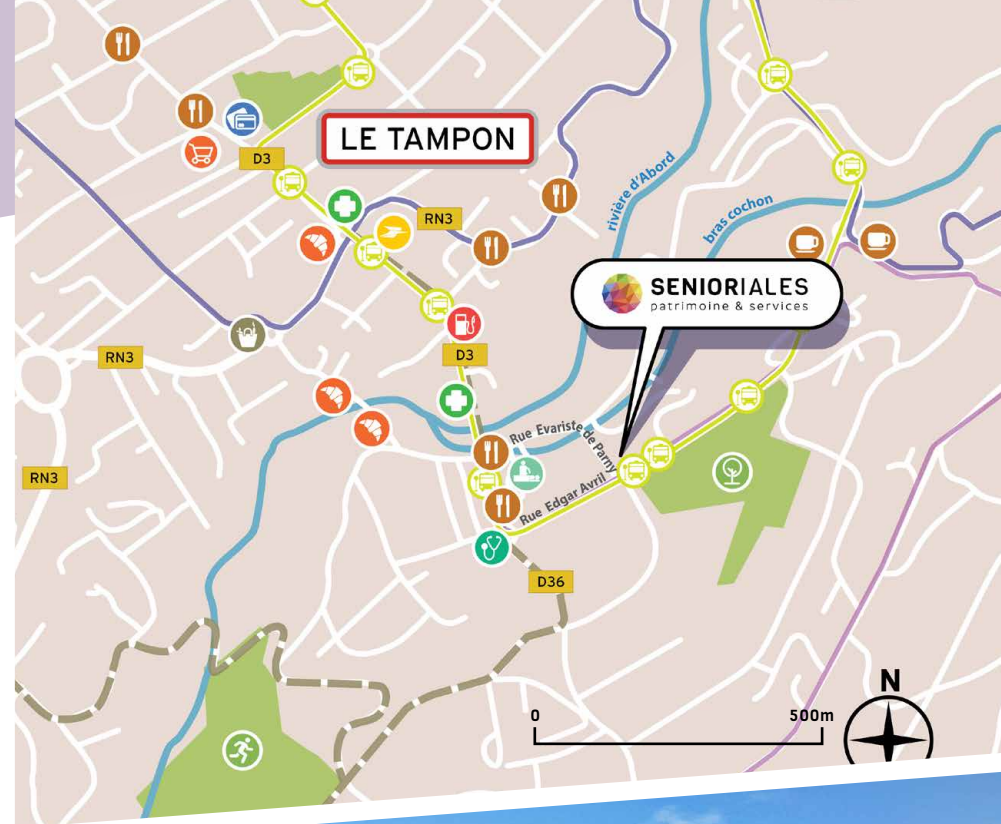 LE TAMPON
D3
RN3
rivière d'Abord
bras cochon
SENIORIALES
patrimoine & services
D3
RN3
Rue Evariste de Parny
RN3
Rue Edgar Avril
D36
N
0
500m